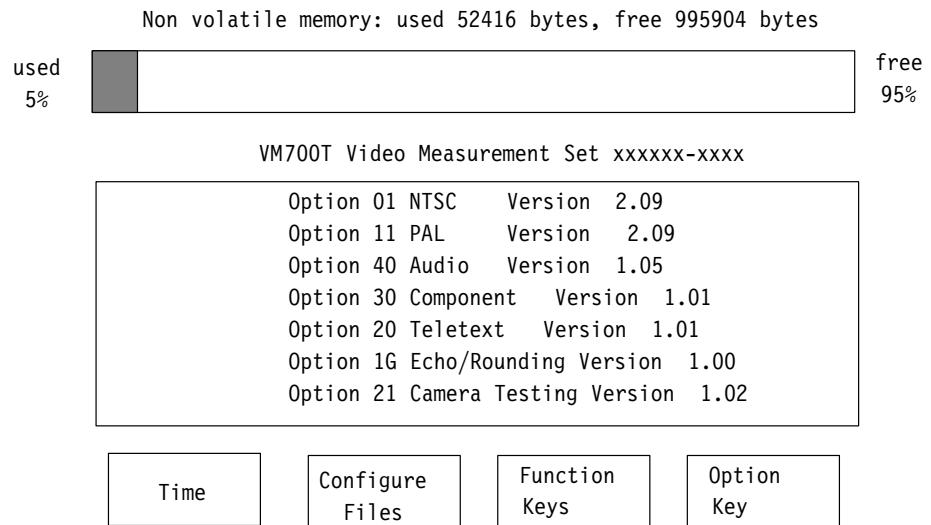 Non volatile memory: used 52416 bytes, free 995904 bytes
used
5%
free
95%
VM700T Video Measurement Set xxxxxx-xxxx
Option 01 NTSC Version 2.09
Option 11 PAL Version 2.09
Option 40 Audio Version 1.05
Option 30 Component Version 1.01
Option 20 Teletext Version 1.01
Option 1G Echo/Rounding Version 1.00
Option 21 Camera Testing Version 1.02
Time
Configure
Files
Function
Keys
Option
Key